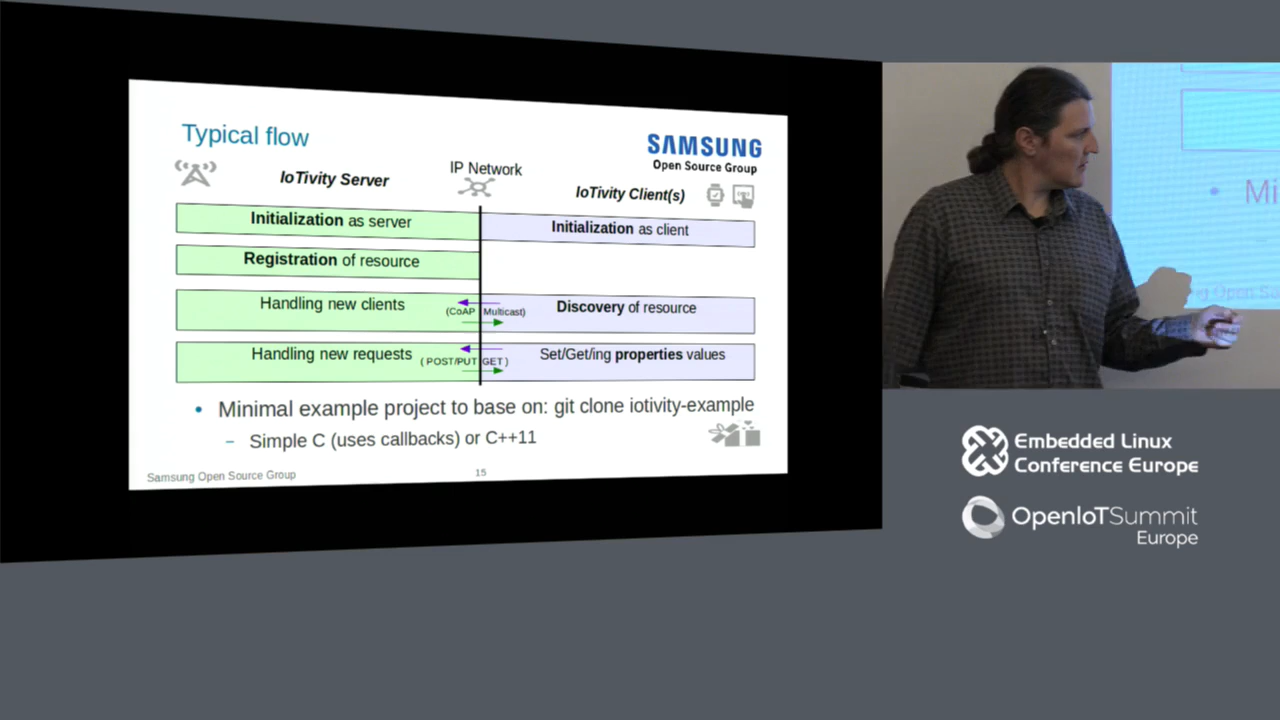 Typical flow
SAMSUNG
Open Source Group
IoTivity Server
IP Network
IoTivity Client(s)
Initialization as server
Initialization as client
Registration of resource
Handling new clients
(CoAP Multicast)
Discovery of resource
Handling new requests
( POST/PUT GET )
Set/Get/ing properties values
• Minimal example project to base on: git clone iotivity-example
– Simple C (uses callbacks) or C++11
Samsung Open Source Group
15
• Mi
Embedded Linux
Conference Europe
OpenIoTSummit
Europe